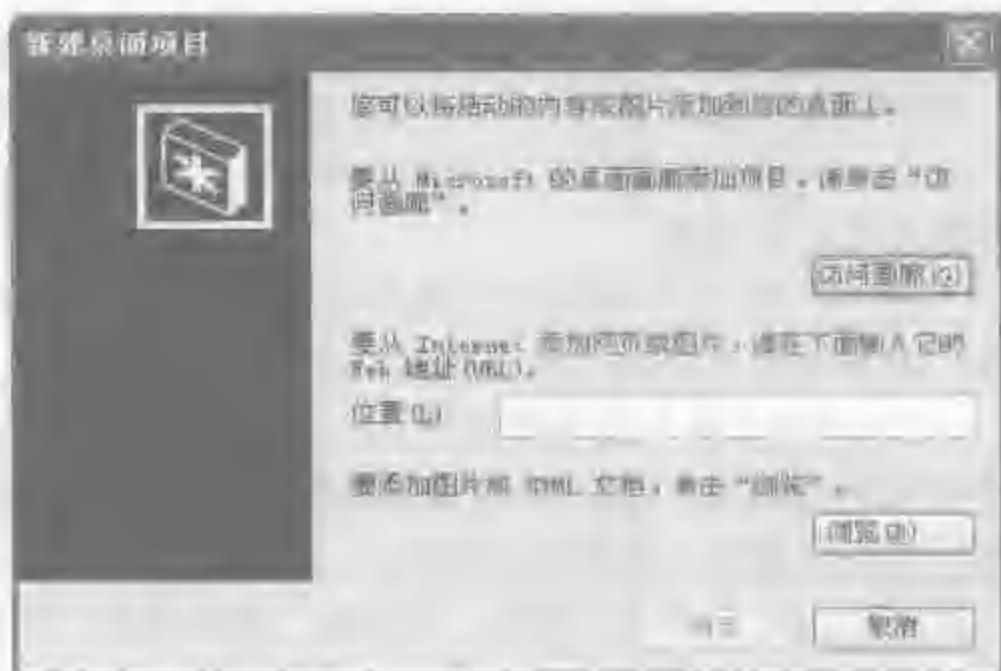 新建桌面项目
您可以将活动的内容或图片添加到您的桌面上。
要从 Microsoft 的桌面画廊添加项目，请单击“访
问画廊”。
访问画廊(G)
要从 Internet 添加网页或图片，请在下面输入它的
Web 地址(URL)。
位置(L)
要添加图片或 HTML 文档，单击“浏览”。
浏览(B)
取消